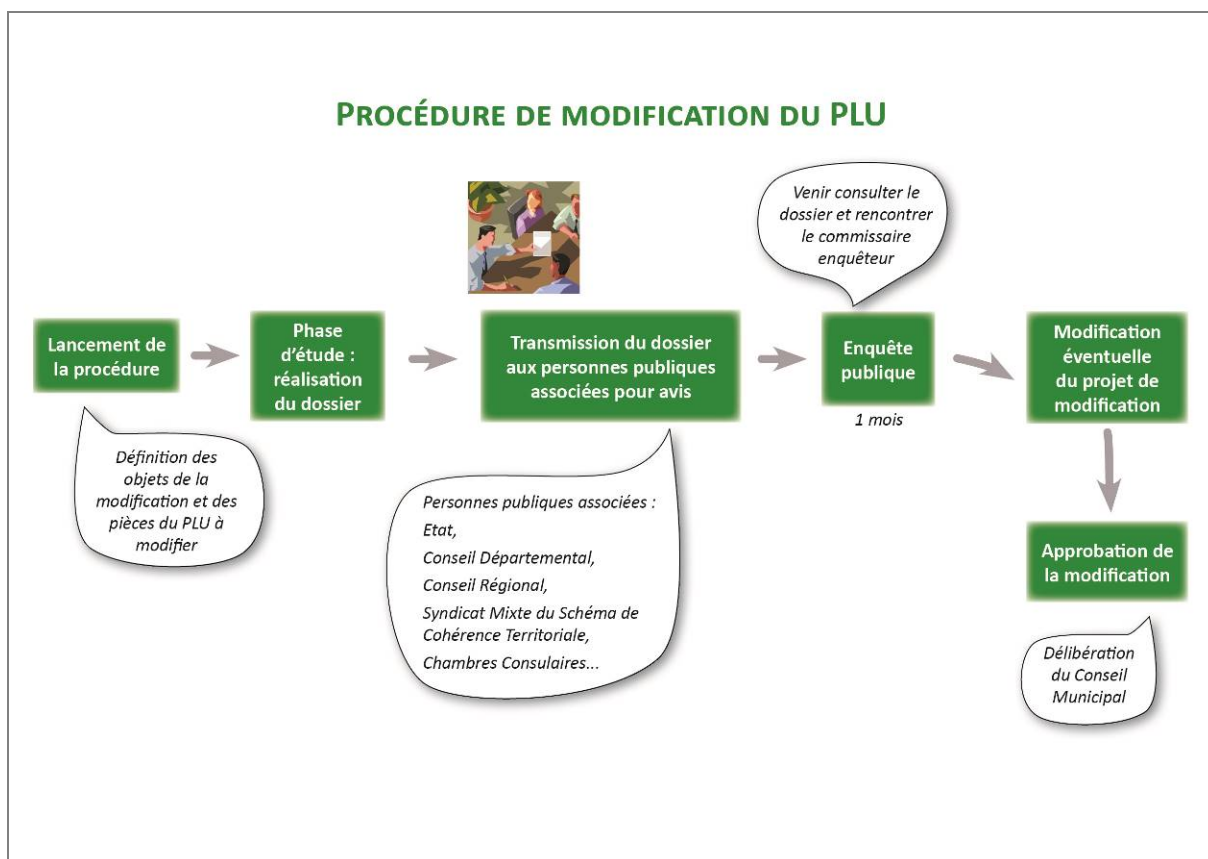 PROCÉDURE DE MODIFICATION DU PLU
Venir consulter le
dossier et rencontrer
le commissaire
enquêteur
Lancement de
la procédure
Phase
d'étude :
réalisation
du dossier
Transmission du dossier
aux personnes publiques
associées pour avis
Enquête
publique
1 mois
Modification
éventuelle
du projet de
modification
Définition des
objets de la
modification et des
pièces du PLU à
modifier
Personnes publiques associées :
Etat,
Conseil Départemental,
Conseil Régional,
Syndicat Mixte du Schéma de
Cohérence Territoriale,
Chambres Consulaires...
Approbation de
la modification
Délibération
du Conseil
Municipal